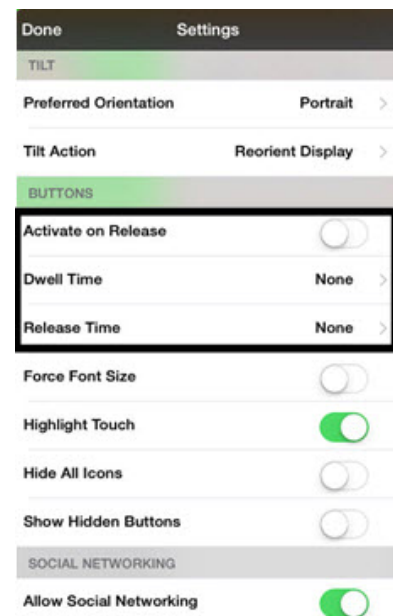 Done Settings
TILT
Preferred Orientation Portrait
Tilt Action Reorient Display
BUTTONS
Activate on Release
Dwell Time None
Release Time None
Force Font Size
Highlight Touch
Hide All Icons
Show Hidden Buttons
SOCIAL NETWORKING
Allow Social Networking